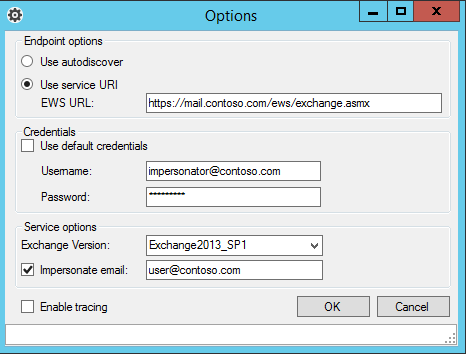 Options
Endpoint options
Use autodiscover
Use service URI
EWS URL: https://mail.contoso.com/ews/exchange.asmx
Credentials
Use default credentials
Username: impersonator@contoso.com
Password: *********
Service options
Exchange Version: Exchange2013_SP1
Impersonate email: user@contoso.com
Enable tracing OK Cancel